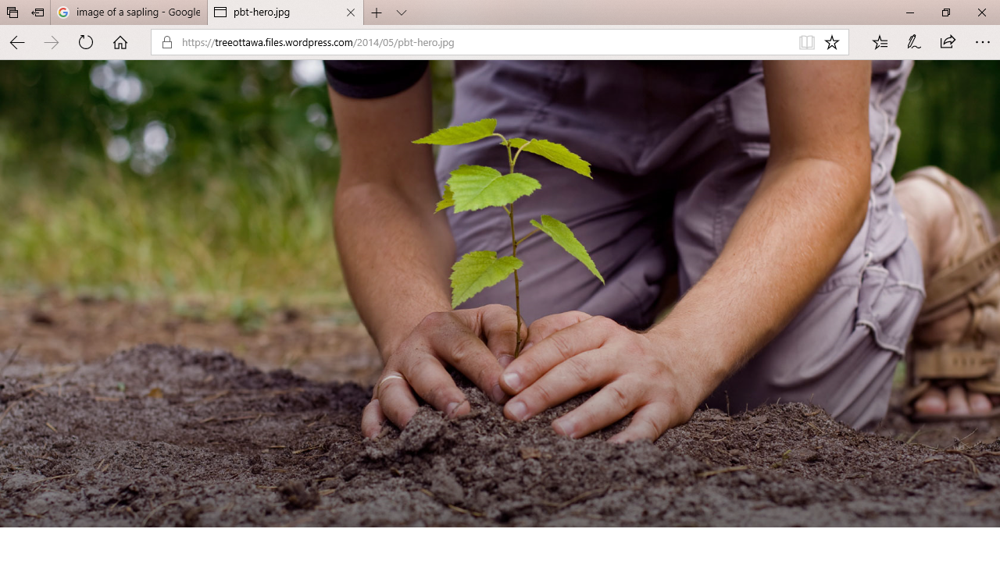 image of a sapling - Google
pbt-hero.jpg
https://treeottawa.files.wordpress.com/2014/05/pbt-hero.jpg